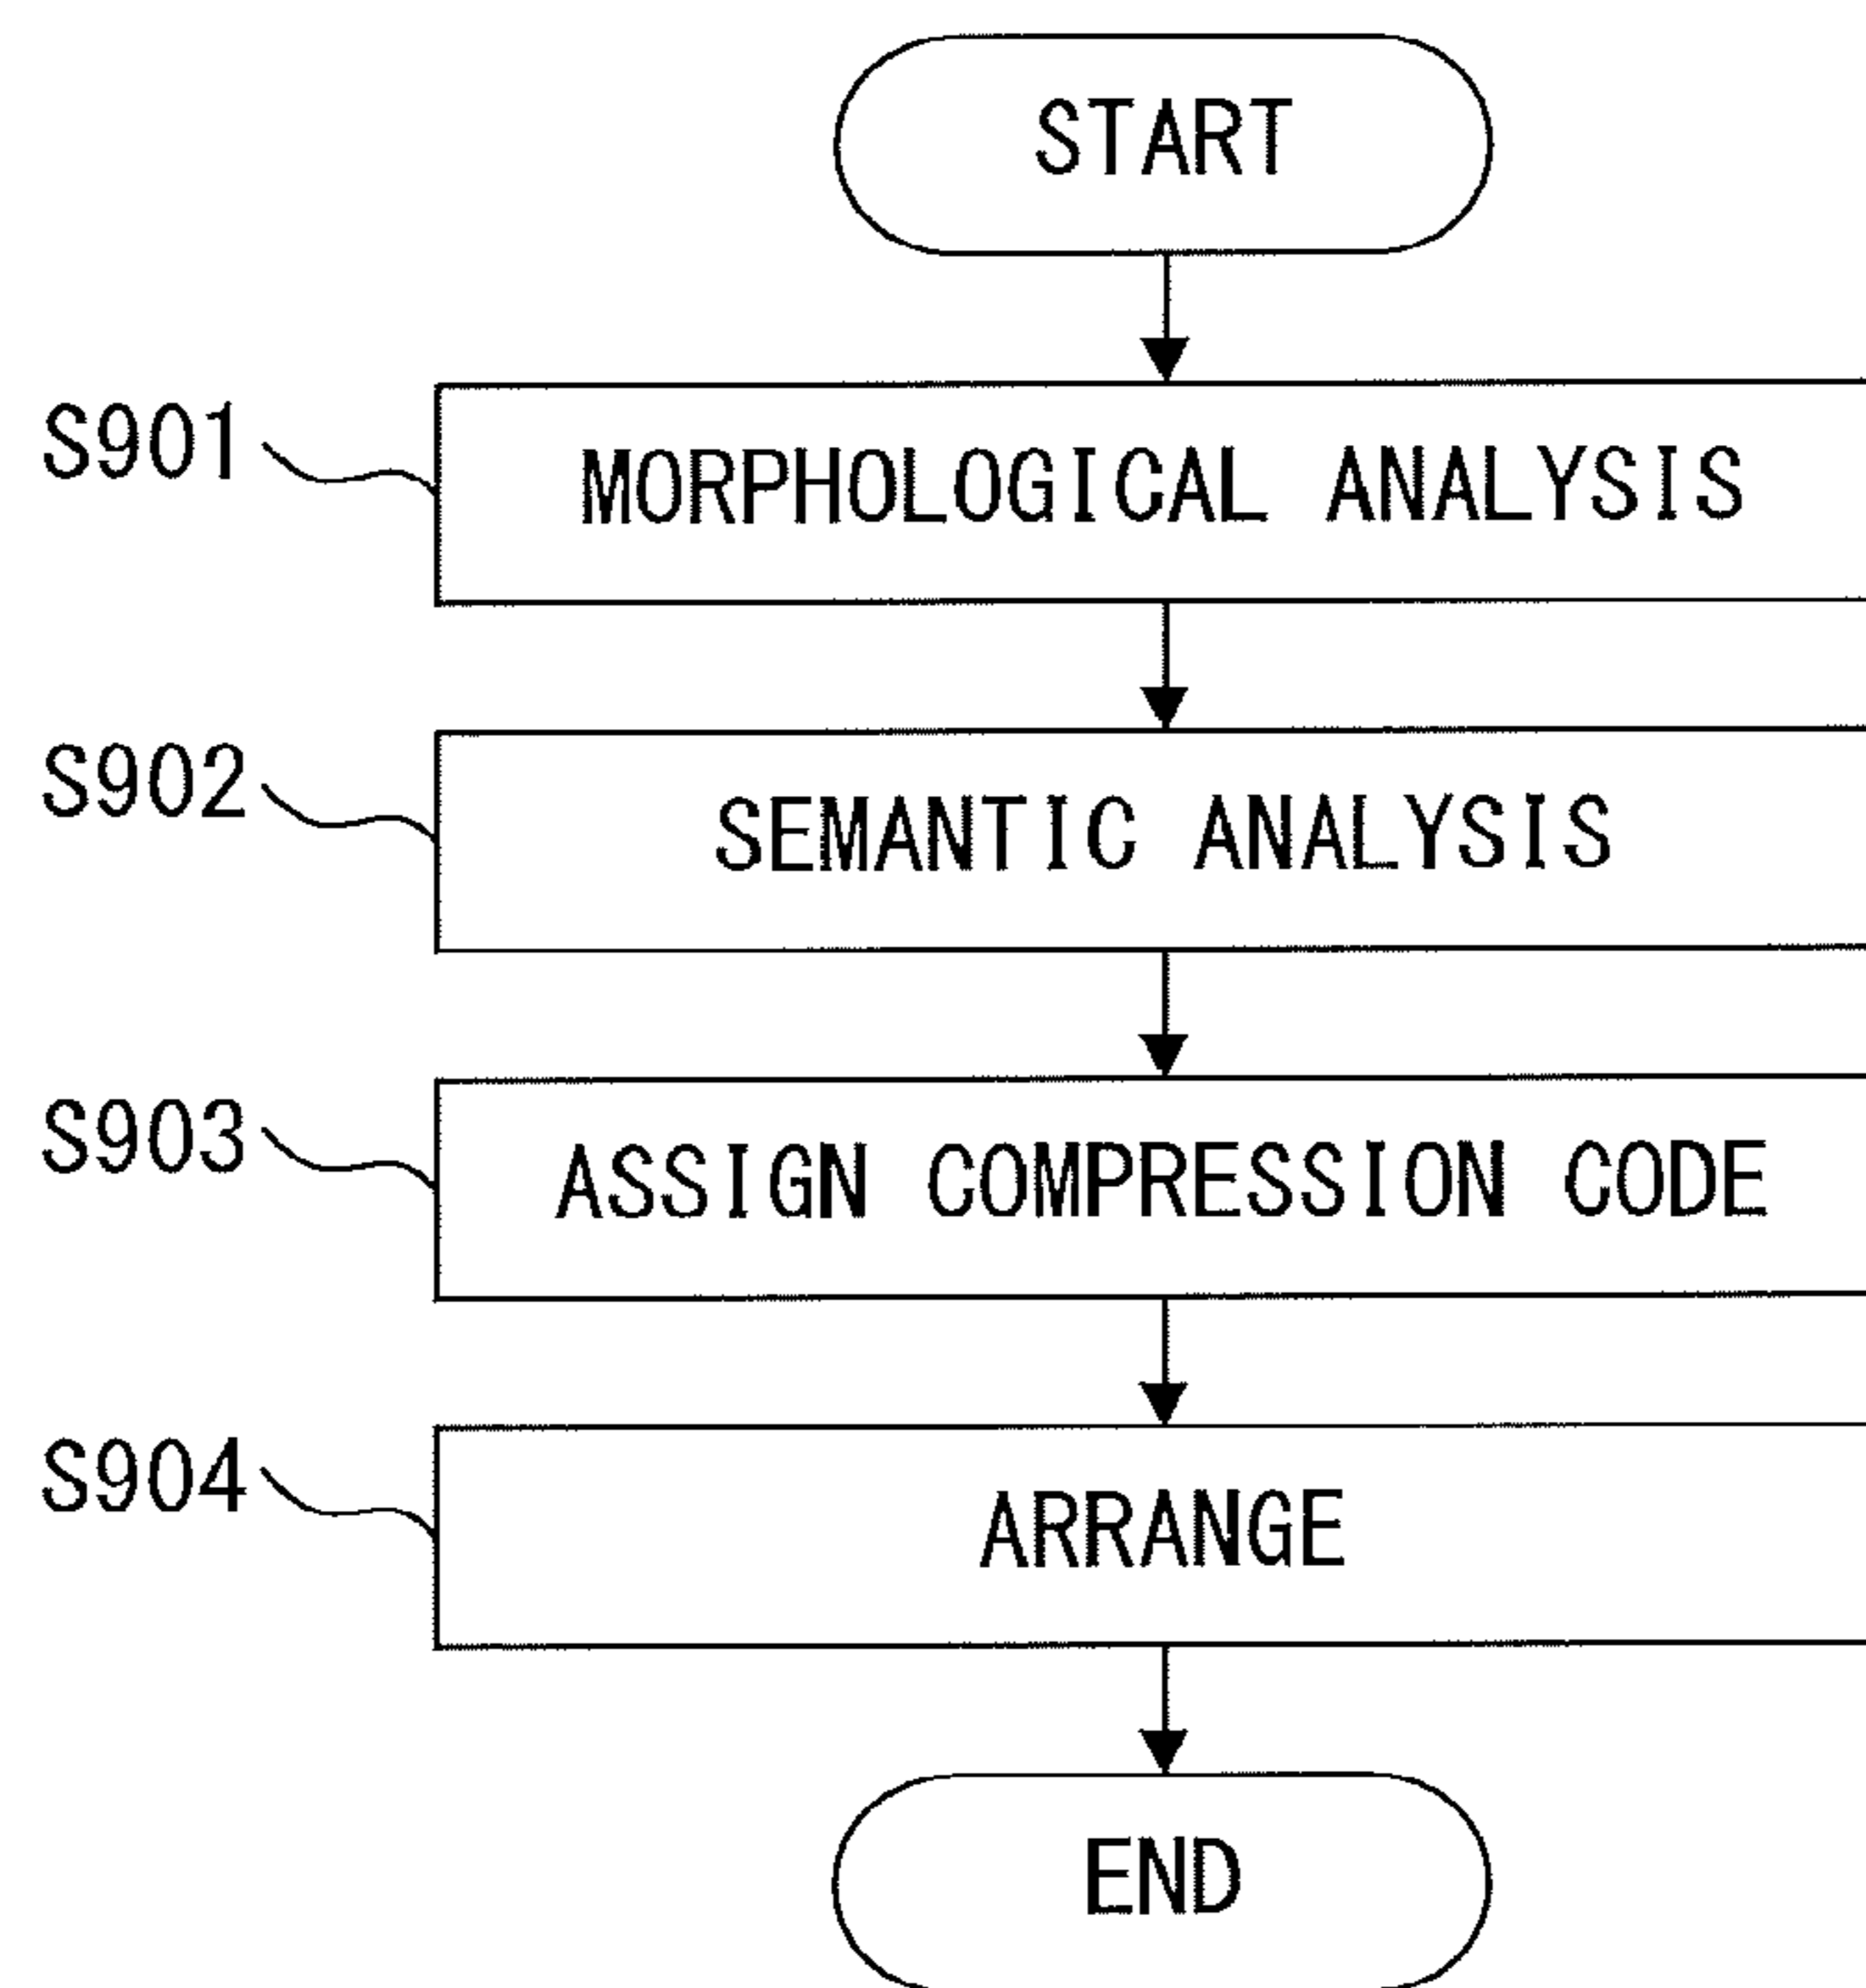 START
S901
MORPHOLOGICAL ANALYSIS
S902
SEMANTIC ANALYSIS
S903
ASSIGN COMPRESSION CODE
S904
ARRANGE
END